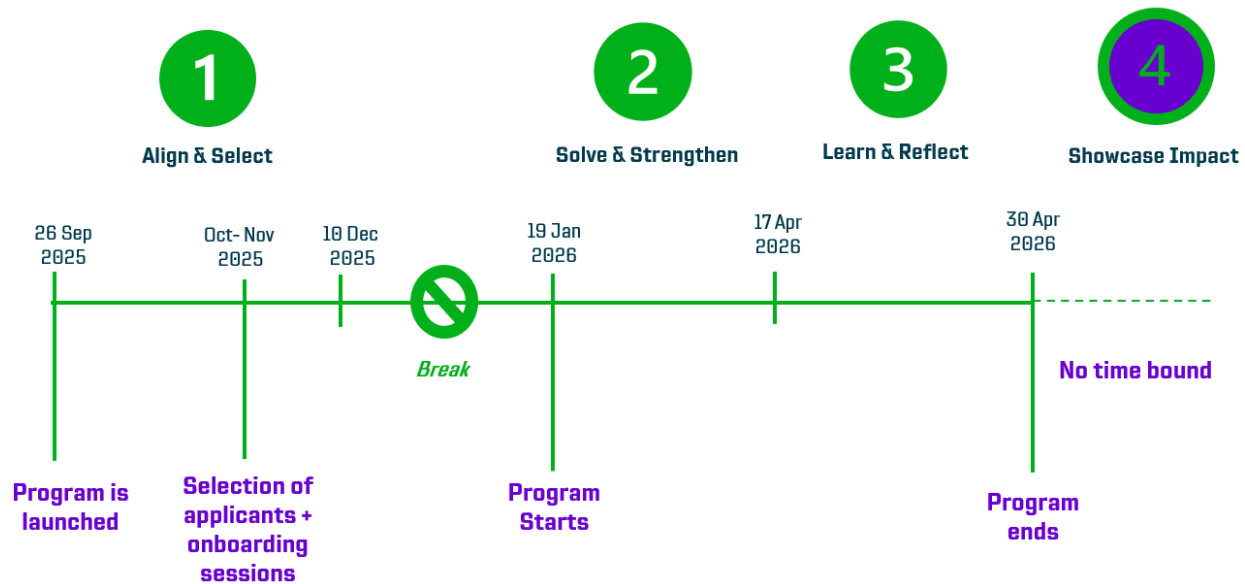 1
2
3
4
Align & Select
Solve & Strengthen
Learn & Reflect
Showcase Impact
26 Sep
2025
Oct- Nov
2025
10 Dec
2025
19 Jan
2026
17 Apr
2026
30 Apr
2026
Break
No time bound
Program is
launched
Selection of
applicants +
onboarding
sessions
Program
Starts
Program
ends